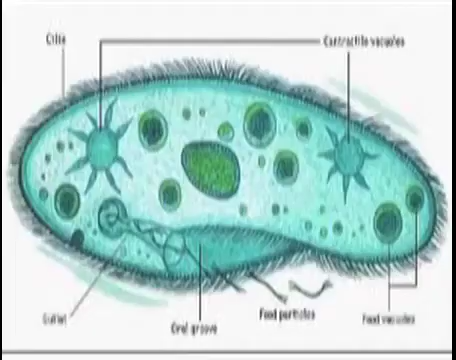 Cilia
Contractile vacuoles
Gullet
Oral groove
Food particles
Food vacuoles